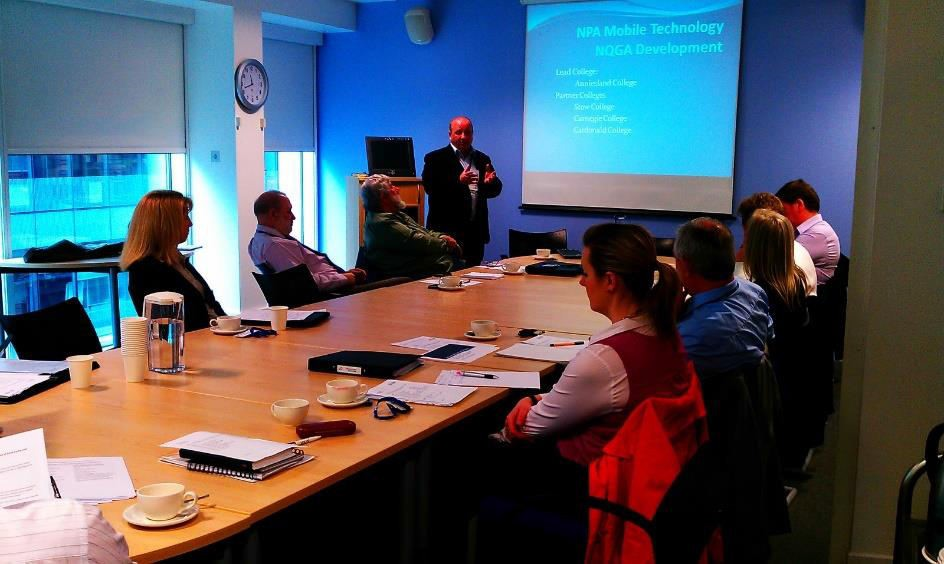 NPA Mobile Technology
NQGA Development
Lead College:
Anniesland College
Partner Colleges
Stow College
Carnegie College
Cardonald College